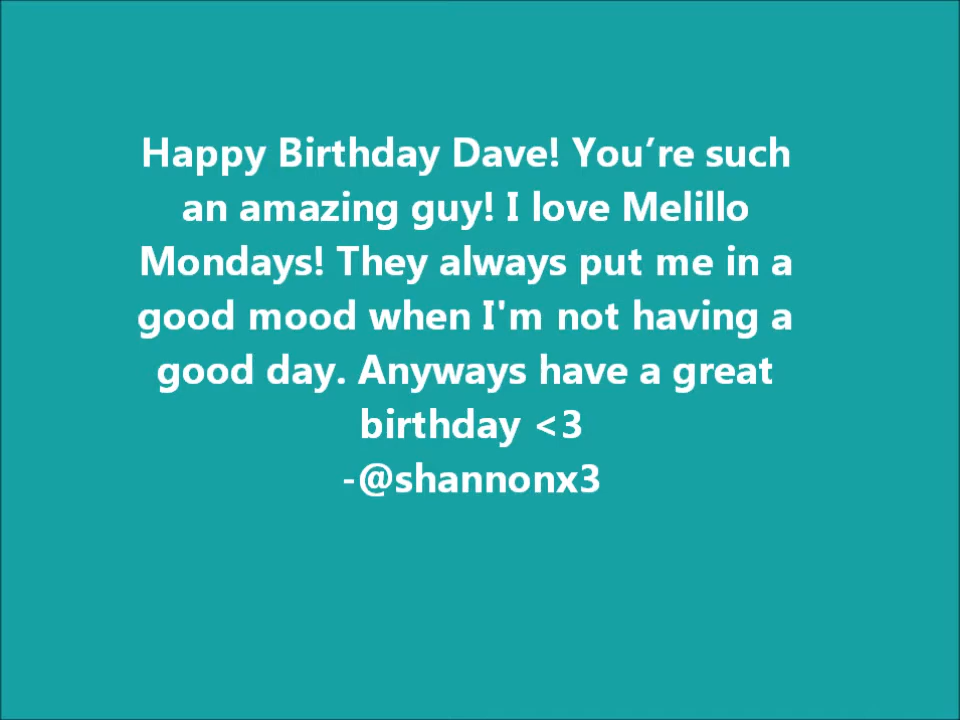 Happy Birthday Dave! You’re such
an amazing guy! I love Melillo
Mondays! They always put me in a
good mood when I'm not having a
good day. Anyways have a great
birthday <3
-@shannonx3